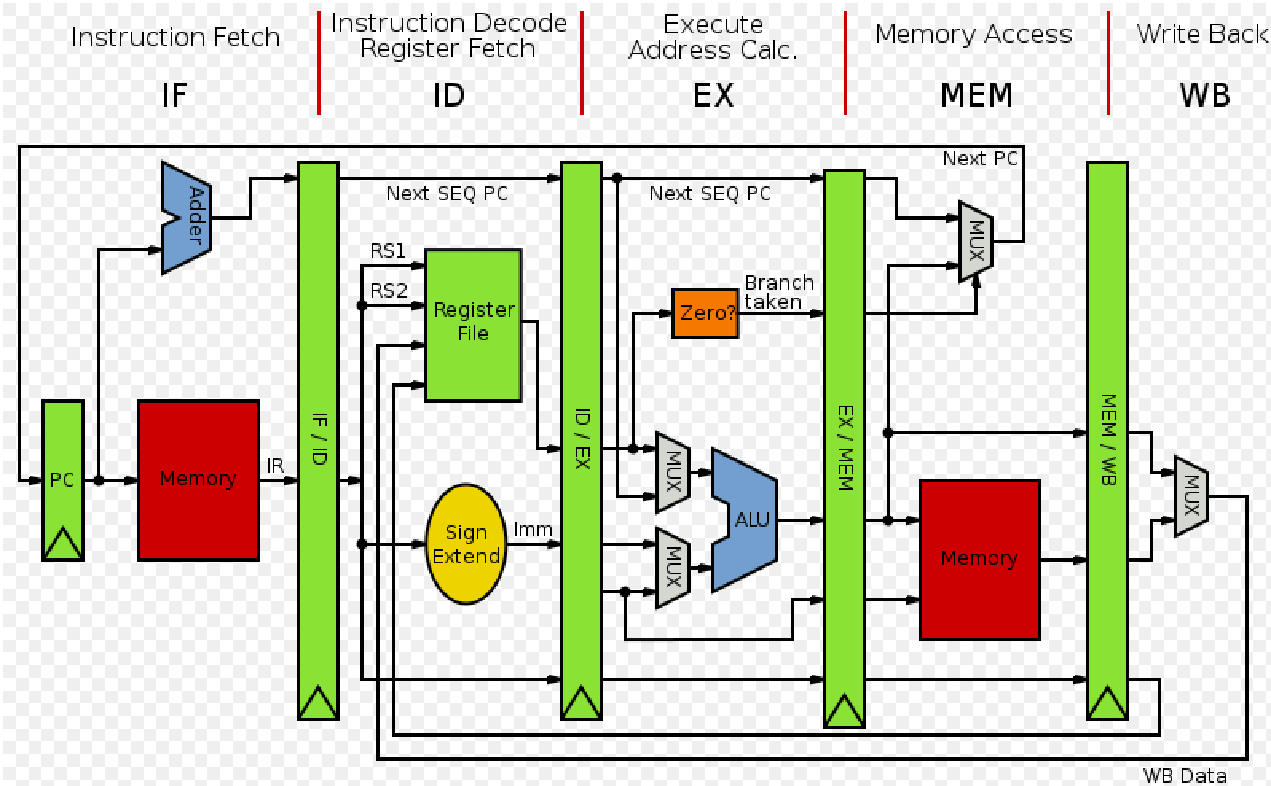 Instruction Fetch
IF
Instruction Decode
Register Fetch
ID
Execute
Address Calc.
EX
Memory Access
MEM
Write Back
WB
Next PC
Adder
Next SEQ PC
Next SEQ PC
MUX
RS1
RS2
Register
File
Branch
taken
Zero?
IF / ID
ID / EX
EX / MEM
MEM / WB
PC
Memory
IR
MUX
MUX
ALU
Sign
Extend
Imm
MUX
Memory
WB Data